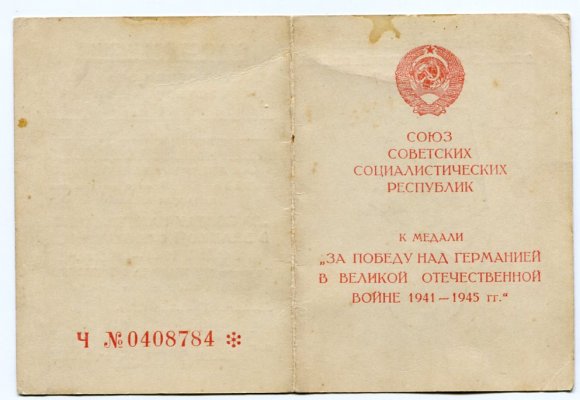 Ч №0408784 ✻
СОЮЗ
СОВЕТСКИХ
СОЦИАЛИСТИЧЕСКИХ
РЕСПУБЛИК
К МЕДАЛИ
„ЗА ПОБЕДУ НАД ГЕРМАНИЕЙ
В ВЕЛИКОЙ ОТЕЧЕСТВЕННОЙ
ВОЙНЕ 1941—1945 гг.“